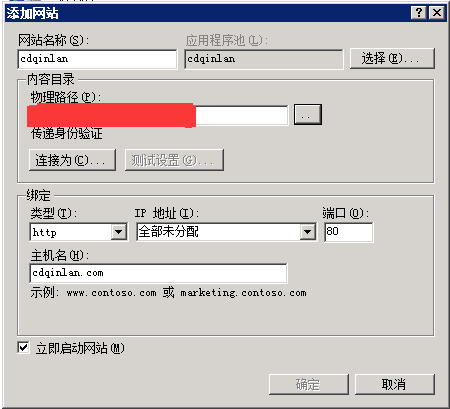 添加网站
网站名称(S):
应用程序池(L):
cdqinlan
cdqinlan
选择(E)...
内容目录
物理路径(P):
..
传递身份验证
连接为(C)...
测试设置(G)...
绑定
类型(T):
IP 地址(I):
端口(O):
http
全部未分配
80
主机名(H):
cdqinlan.com
示例: www.contoso.com 或 marketing.contoso.com
立即启动网站(M)
确定
取消